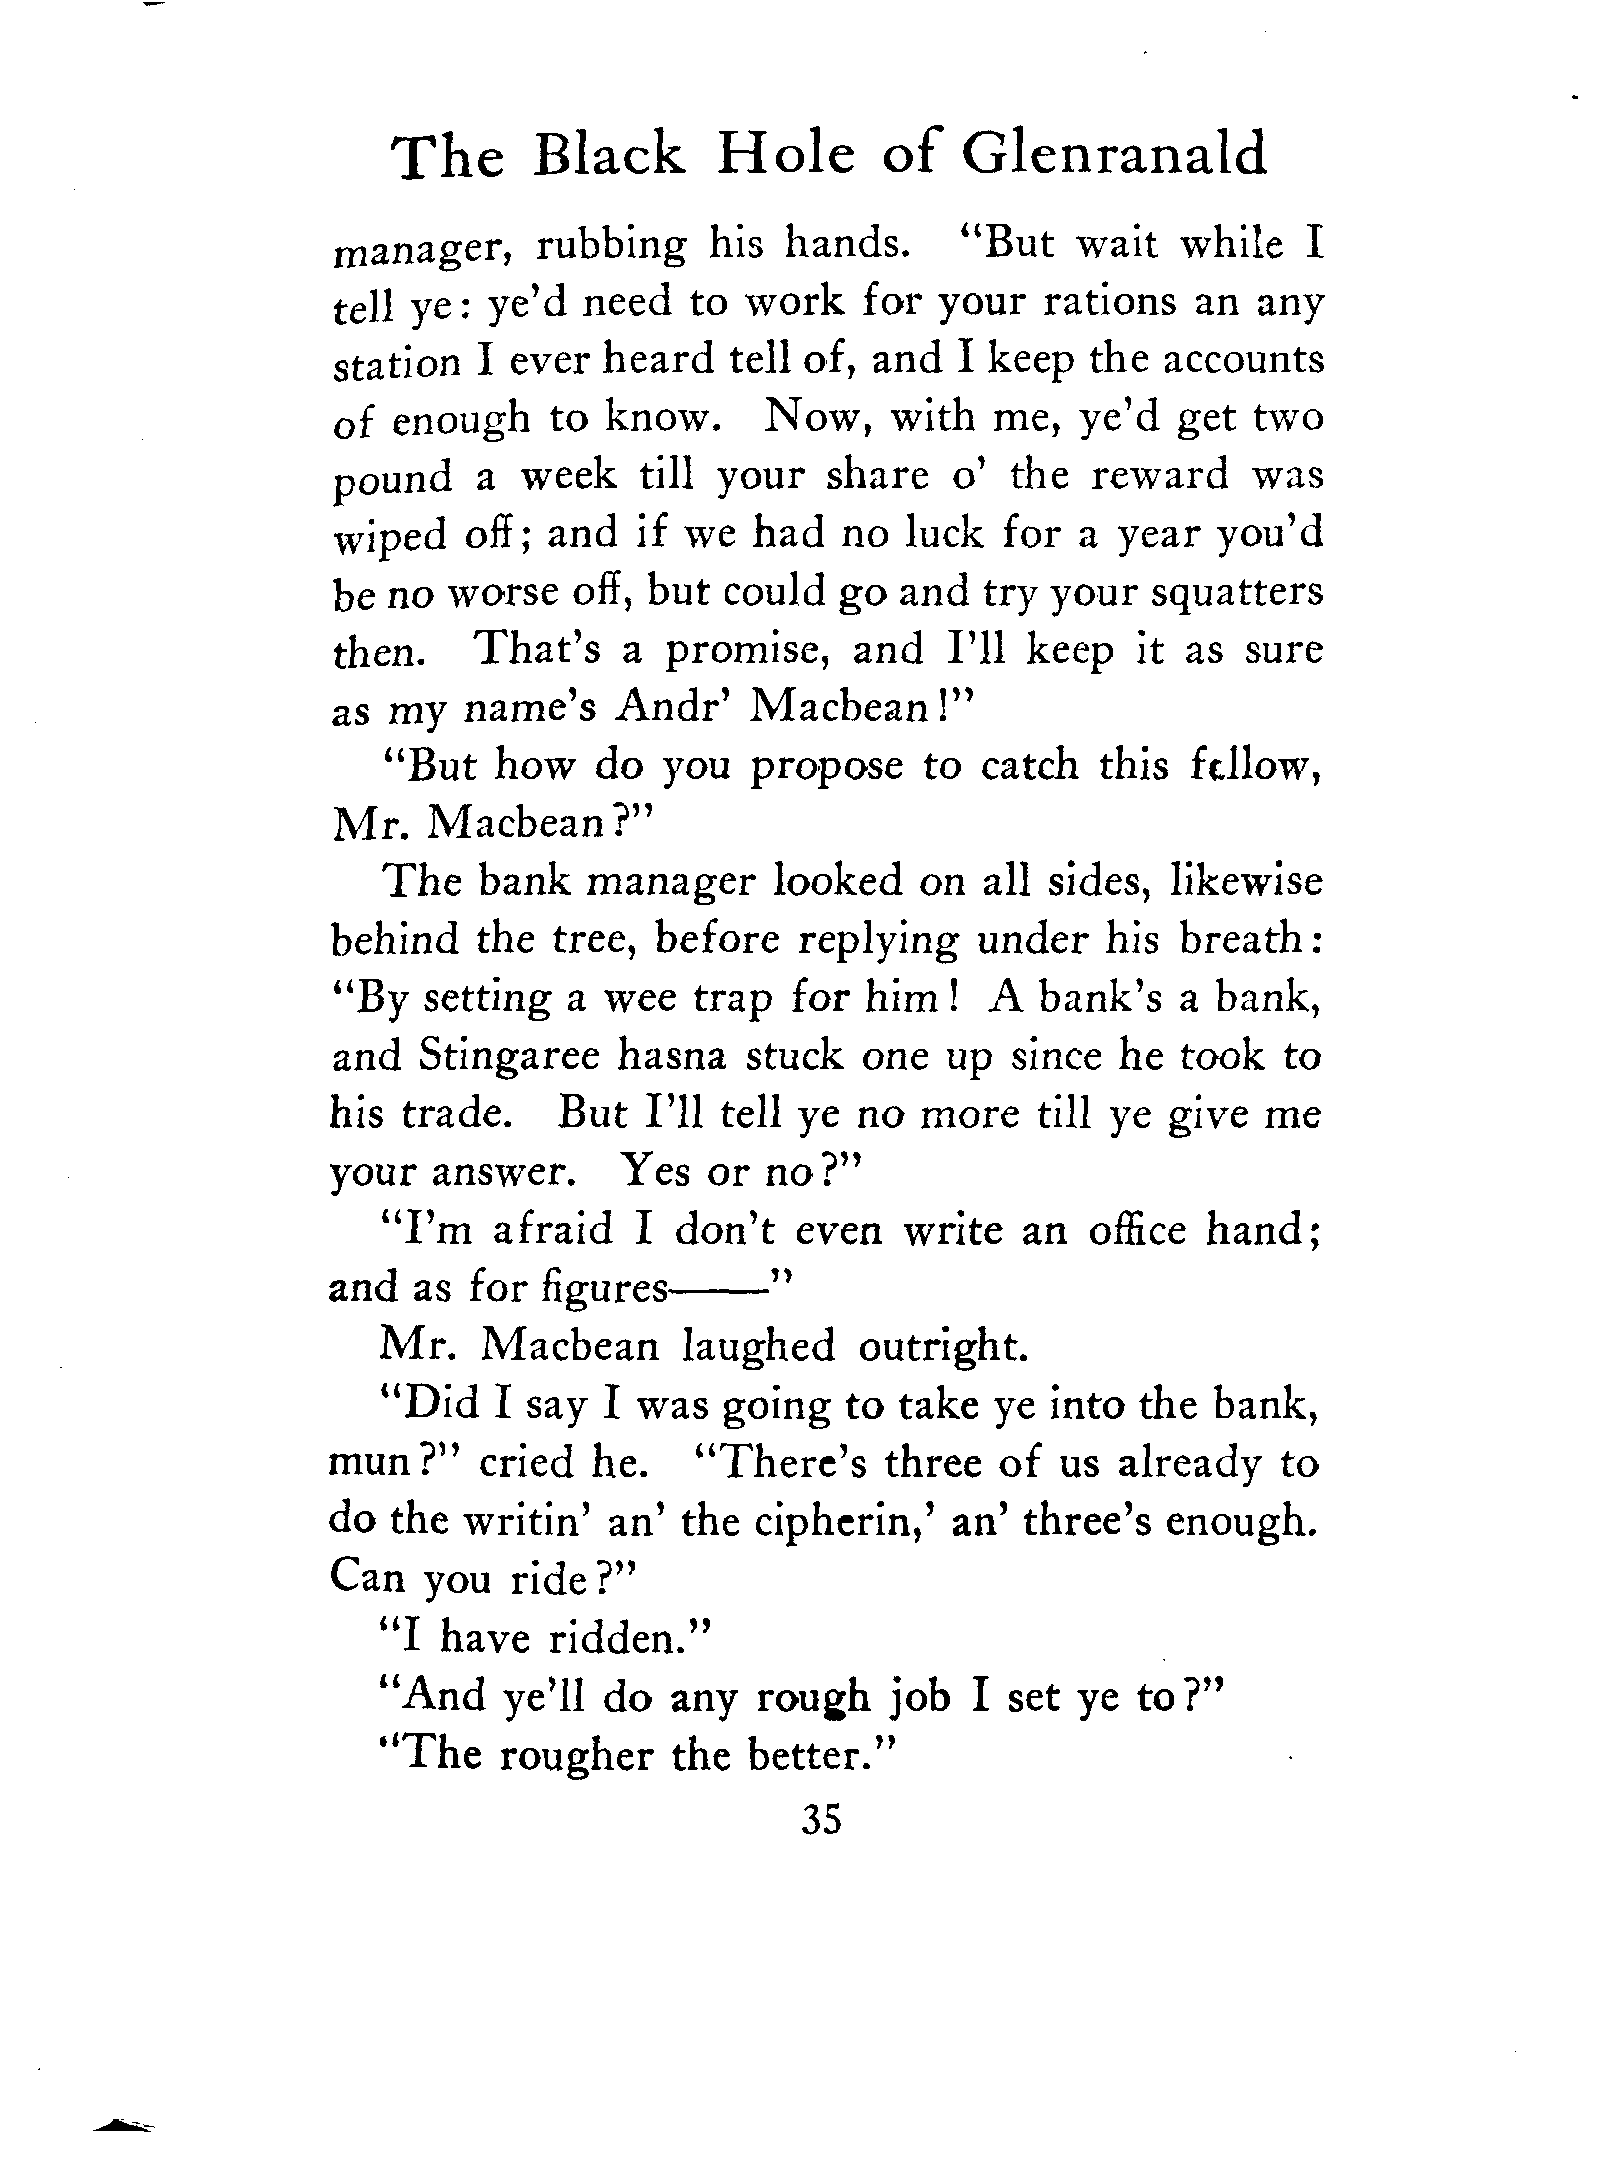 The Black Hole of Glenranald
manager, rubbing his hands. "But wait while I
tell ye: ye'd need to work for your rations an any
station I ever heard tell of, and I keep the accounts
of enough to know. Now, with me, ye'd get two
pound a week till your share o' the reward was
wiped off; and if we had no luck for a year you'd
be no worse off, but could go and try your squatters
then. That's a promise, and I'll keep it as sure
as my name's Andr' Macbean!"
"But how do you propose to catch this fellow,
Mr. Macbean?"
The bank manager looked on all sides, likewise
behind the tree, before replying under his breath:
"By setting a wee trap for him! A bank's a bank,
and Stingaree hasna stuck one up since he took to
his trade. But I'll tell ye no more till ye give me
your answer. Yes or no?"
"I'm afraid I don't even write an office hand;
and as for figures——"
Mr. Macbean laughed outright.
"Did I say I was going to take ye into the bank,
mun?" cried he. "There's three of us already to
do the writin' an' the cipherin,' an' three's enough.
Can you ride?"
"I have ridden."
"And ye'll do any rough job I set ye to?"
"The rougher the better."
35